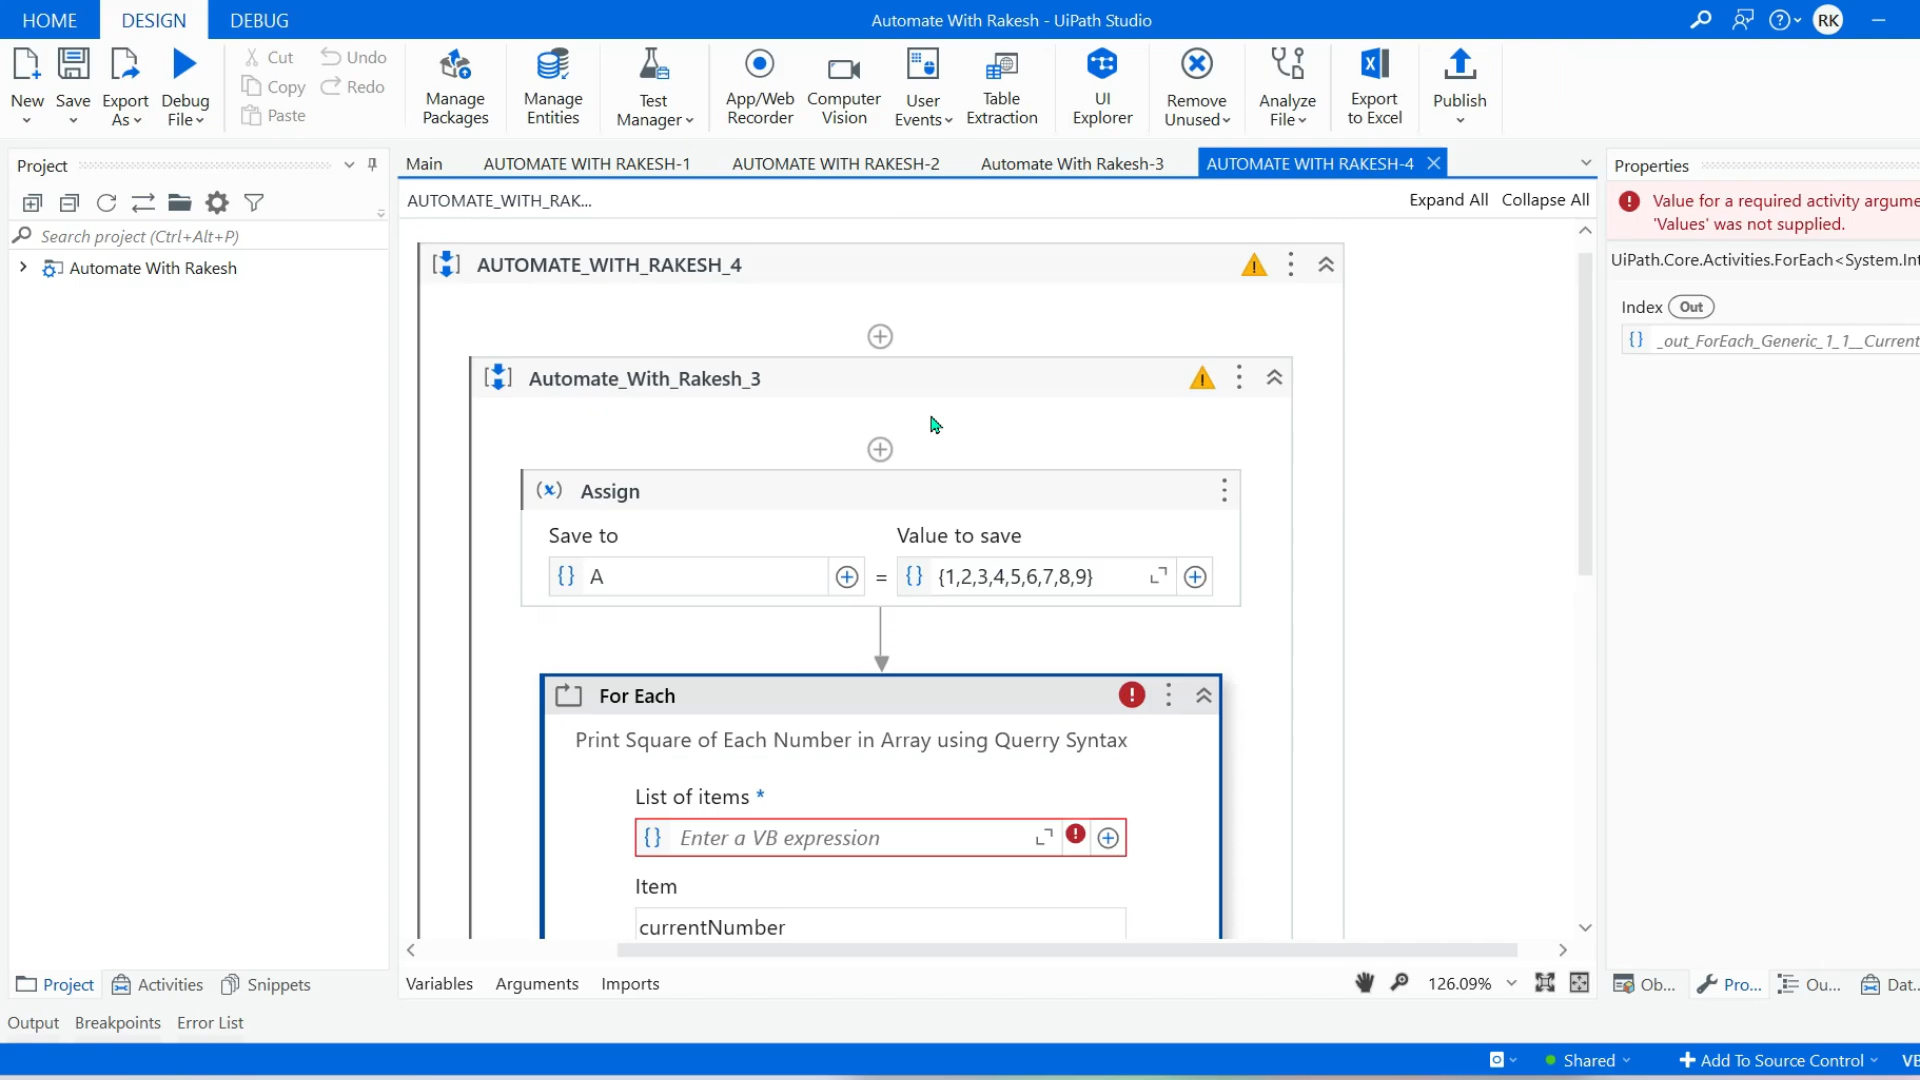 HOME DESIGN DEBUG Automate With Rakesh - UiPath Studio RK
New Save Export As Debug File Cut Copy Paste Undo Redo Manage Packages Manage Entities Test Manager App/Web Recorder Computer Vision User Events Table Extraction UI Explorer Remove Unused Analyze File Export to Excel Publish
Project
Search project (Ctrl+Alt+P)
Automate With Rakesh
Main AUTOMATE WITH RAKESH-1 AUTOMATE WITH RAKESH-2 Automate With Rakesh-3 AUTOMATE WITH RAKESH-4
AUTOMATE_WITH_RAK... Expand All Collapse All
AUTOMATE_WITH_RAKESH_4
Automate_With_Rakesh_3
(x) Assign
Save to Value to save
{} A = {} {1,2,3,4,5,6,7,8,9}
For Each
Print Square of Each Number in Array using Querry Syntax
List of items *
{} Enter a VB expression
Item
currentNumber
Properties
Value for a required activity argume
'Values' was not supplied.
UiPath.Core.Activities.ForEach<System.Int
Index Out
{} _out_ForEach_Generic_1_1__Current
Project Activities Snippets
Variables Arguments Imports 126.09%
Ob... Pro... Ou... Dat...
Output Breakpoints Error List
Shared Add To Source Control VB